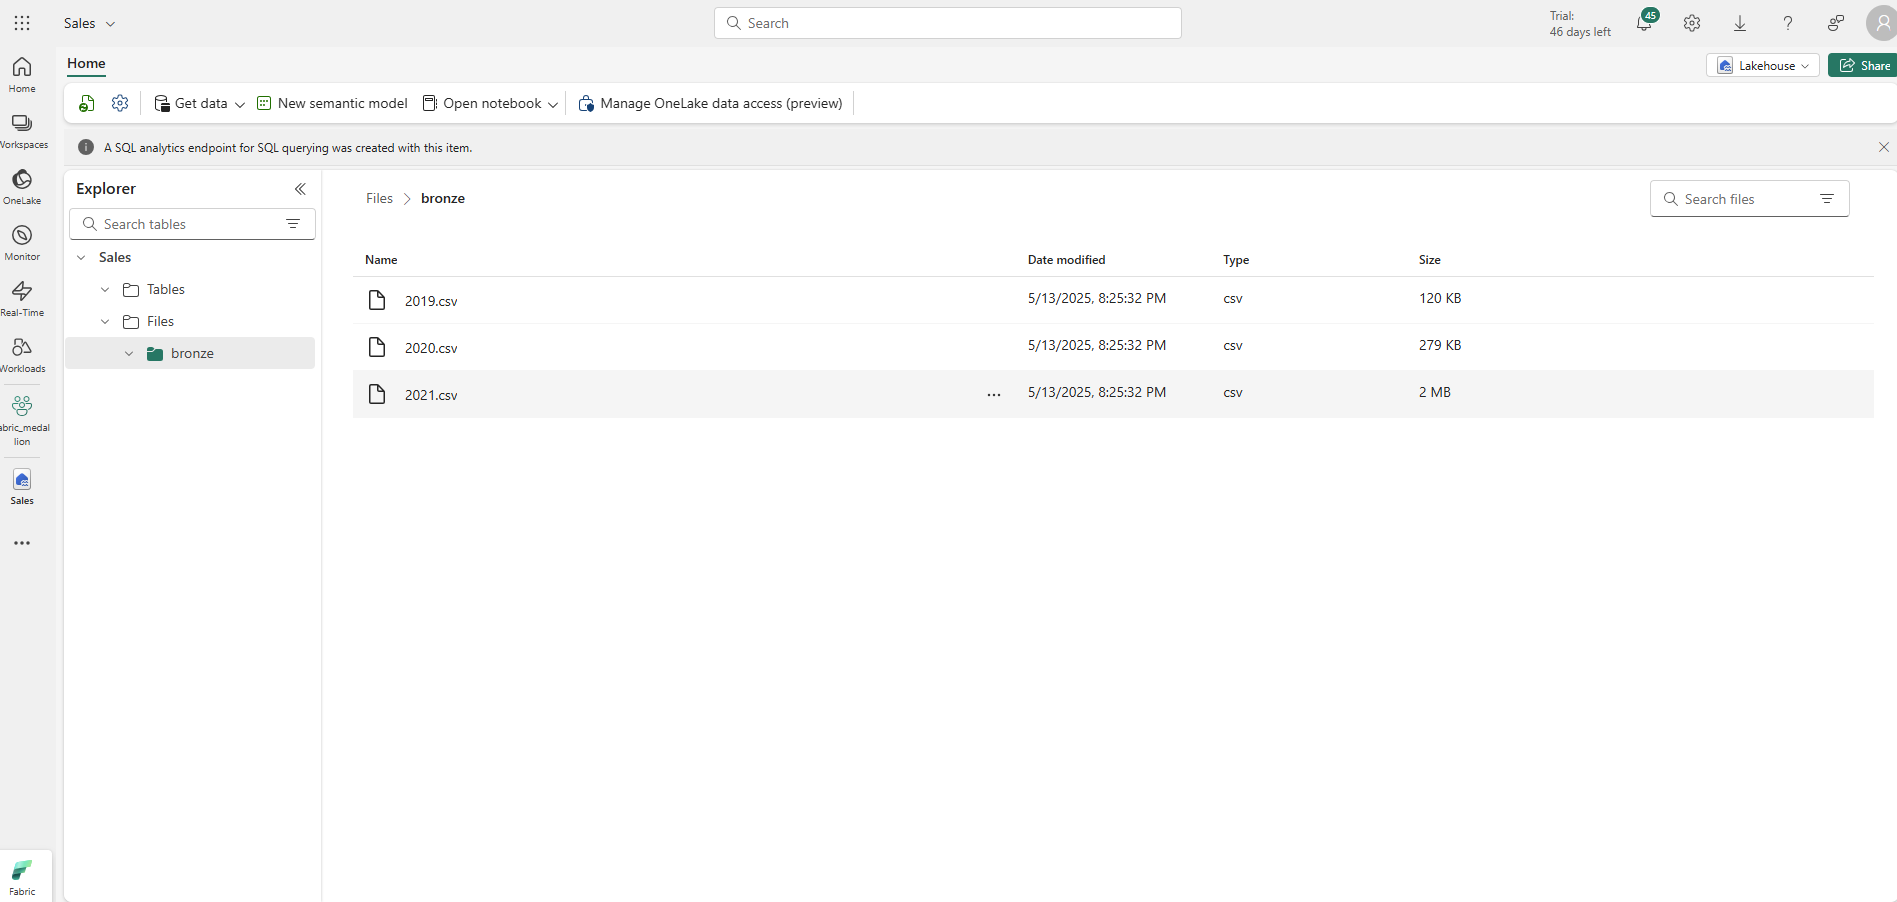 Sales
Search
Trial:
46 days left
45
?
Home
Lakehouse
Share
Get data
New semantic model
Open notebook
Manage OneLake data access (preview)
A SQL analytics endpoint for SQL querying was created with this item.
Home
Workspaces
OneLake
Monitor
Real-Time
Workloads
abric_medal
lion
Sales
Fabric
Explorer
Search tables
Sales
Tables
Files
bronze
Files > bronze
Search files
Name Date modified Type Size
2019.csv 5/13/2025, 8:25:32 PM csv 120 KB
2020.csv 5/13/2025, 8:25:32 PM csv 279 KB
2021.csv ... 5/13/2025, 8:25:32 PM csv 2 MB